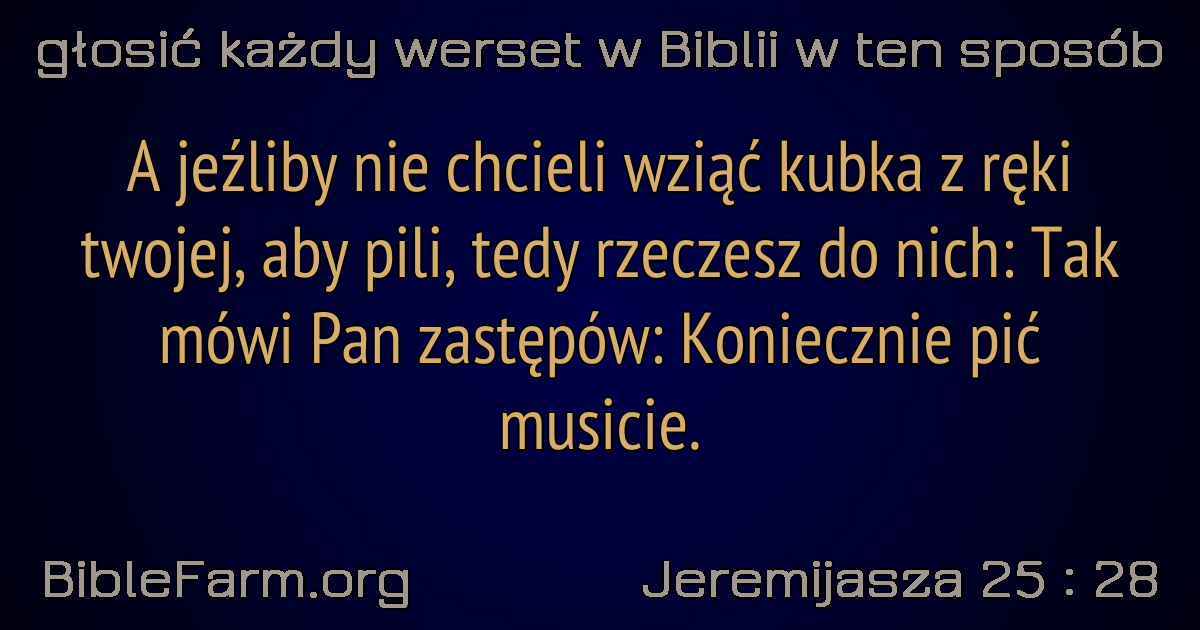 głosić każdy werset w Biblii w ten sposób
A jeźliby nie chcieli wziąć kubka z ręki
twojej, aby pili, tedy rzeczesz do nich: Tak
mówi Pan zastępów: Koniecznie pić
musicie.
BibleFarm.org
Jeremijasza 25 : 28